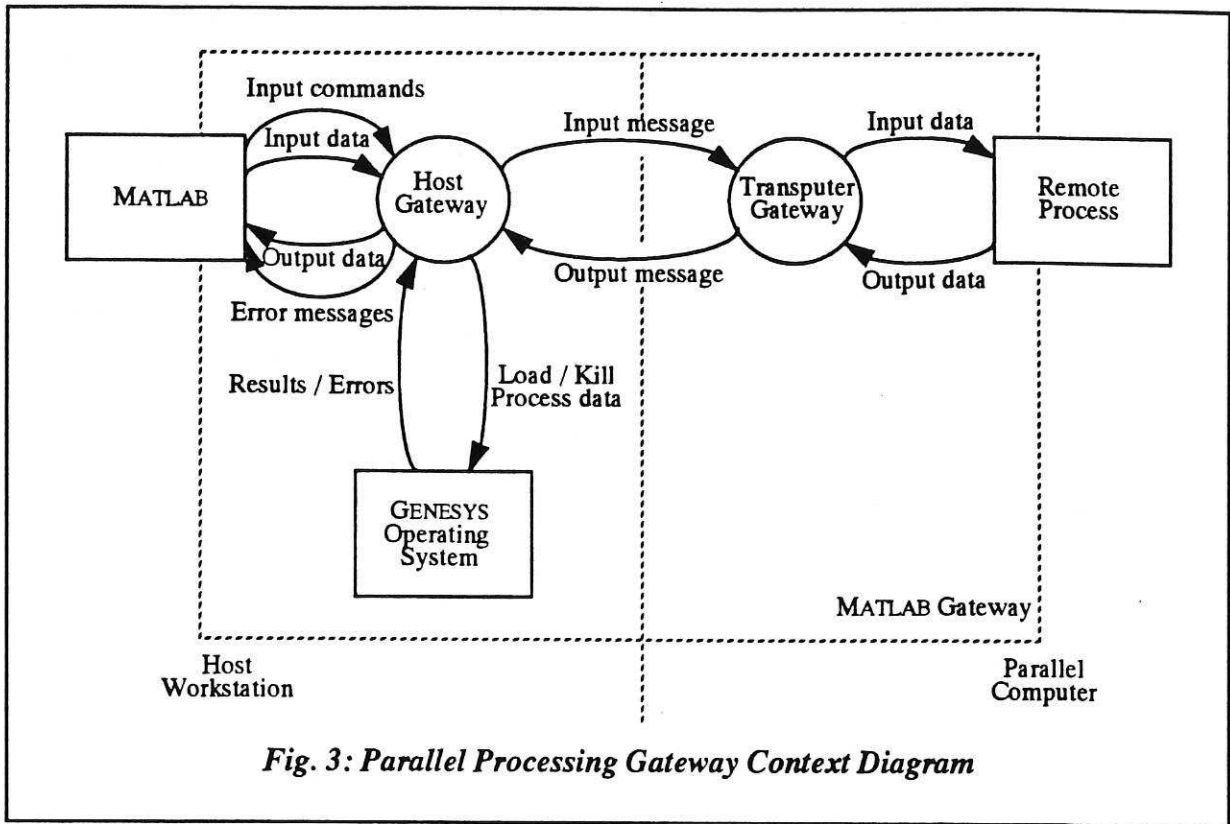 Input commands
Input data
MATLAB
Host
Gateway
Output data
Error messages
Input message
Output message
Transputer
Gateway
Input data
Output data
Remote
Process
Results / Errors
Load / Kill
Process data
GENESYS
Operating
System
MATLAB Gateway
Host
Workstation
Parallel
Computer
Fig. 3: Parallel Processing Gateway Context Diagram